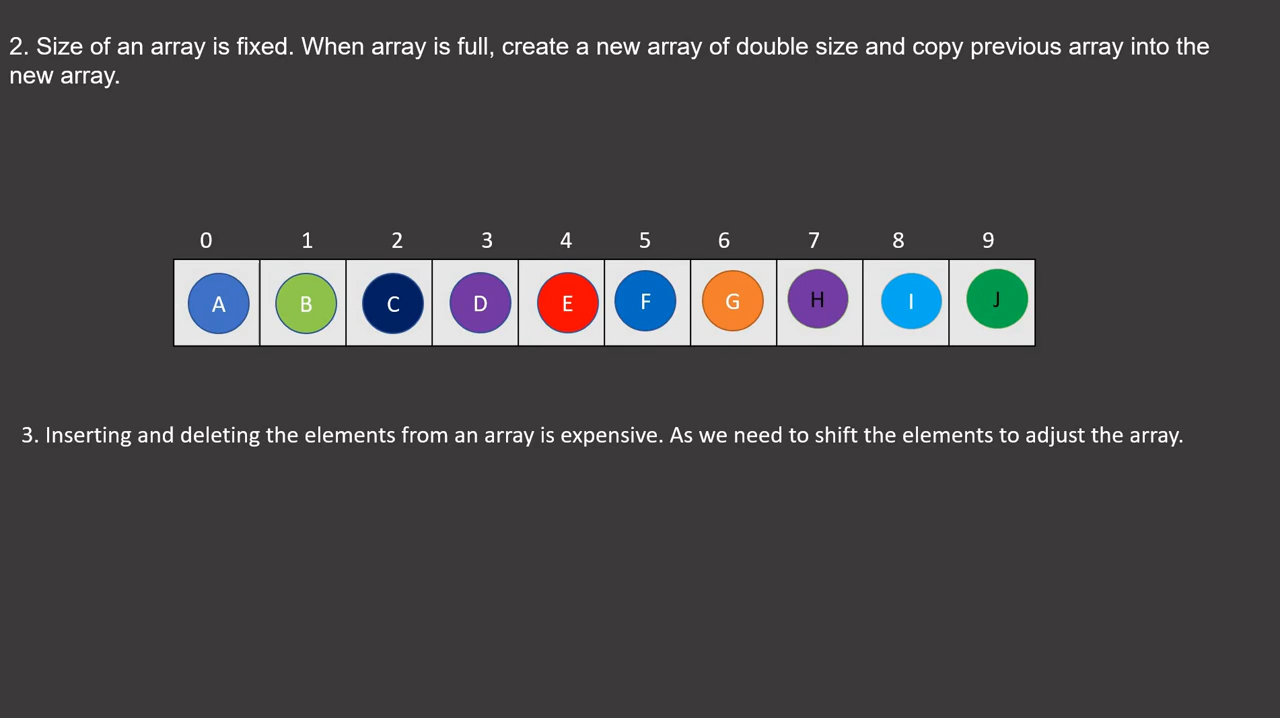 2. Size of an array is fixed. When array is full, create a new array of double size and copy previous array into the
new array.
0 1 2 3 4 5 6 7 8 9
A B C D E F G H I J
3. Inserting and deleting the elements from an array is expensive. As we need to shift the elements to adjust the array.